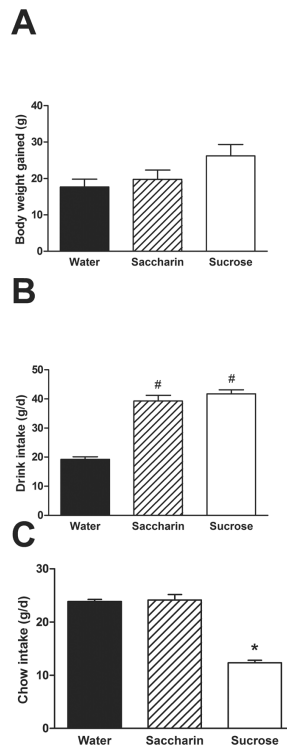 A
Body weight gained (g)
40
30
20
10
0
Water Saccharin Sucrose
B
Drink intake (g/d)
50
40
30
20
10
0
# #
Water Saccharin Sucrose
C
Chow intake (g/d)
30
20
10
0
*
Water Saccharin Sucrose